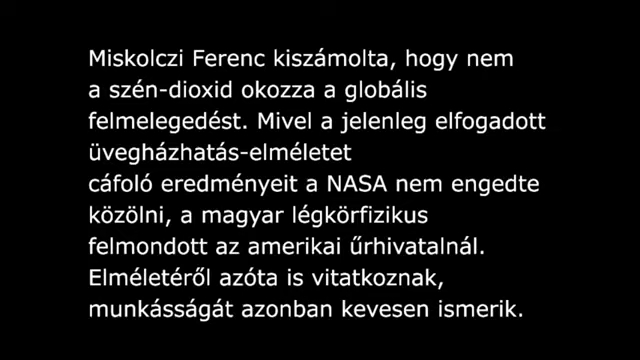 Miskolczi Ferenc kiszámolta, hogy nem
a szén-dioxid okozza a globális
felmelegedést. Mivel a jelenleg elfogadott
üvegházhatás-elméletet
cáfoló eredményeit a NASA nem engedte
közölni, a magyar légkörfizikus
felmondott az amerikai űrhivatalnál.
Elméletéről azóta is vitatkoznak,
munkásságát azonban kevesen ismerik.